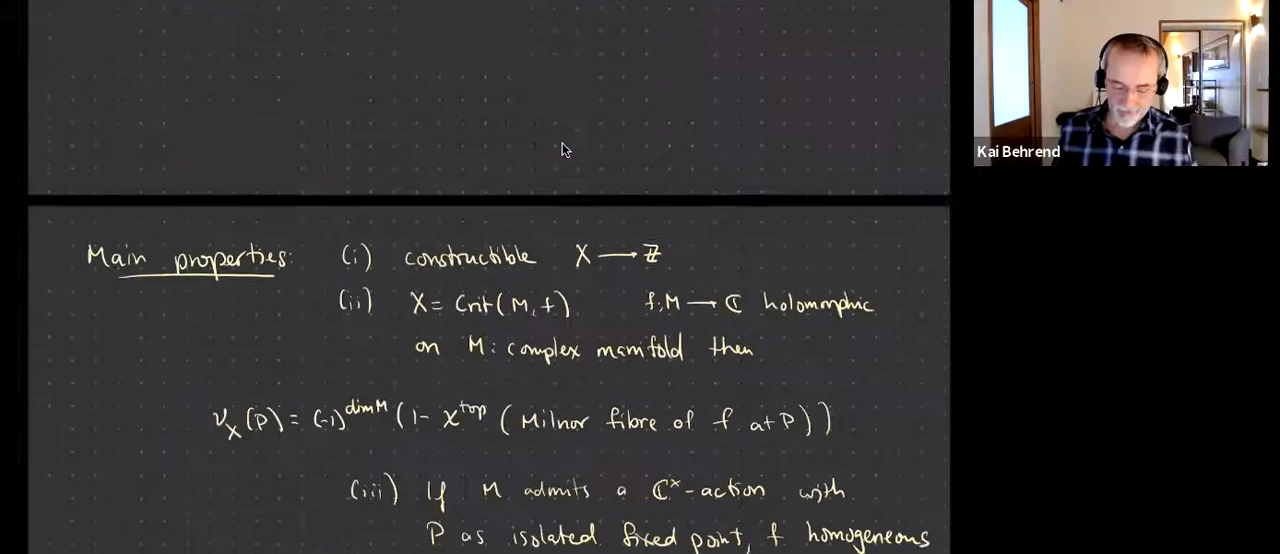 Kai Behrend
Main properties: (i) constructible X → ℤ
(ii) X = Crit(M, f) f: M → ℂ holomorphic
on M: complex manifold then
ν_X(P) = (-1)^{dim M} (1 - χ^{top} (Milnor fibre of f at P))
(iii) If M admits a ℂ^×-action with
P as isolated fixed point, f homogeneous